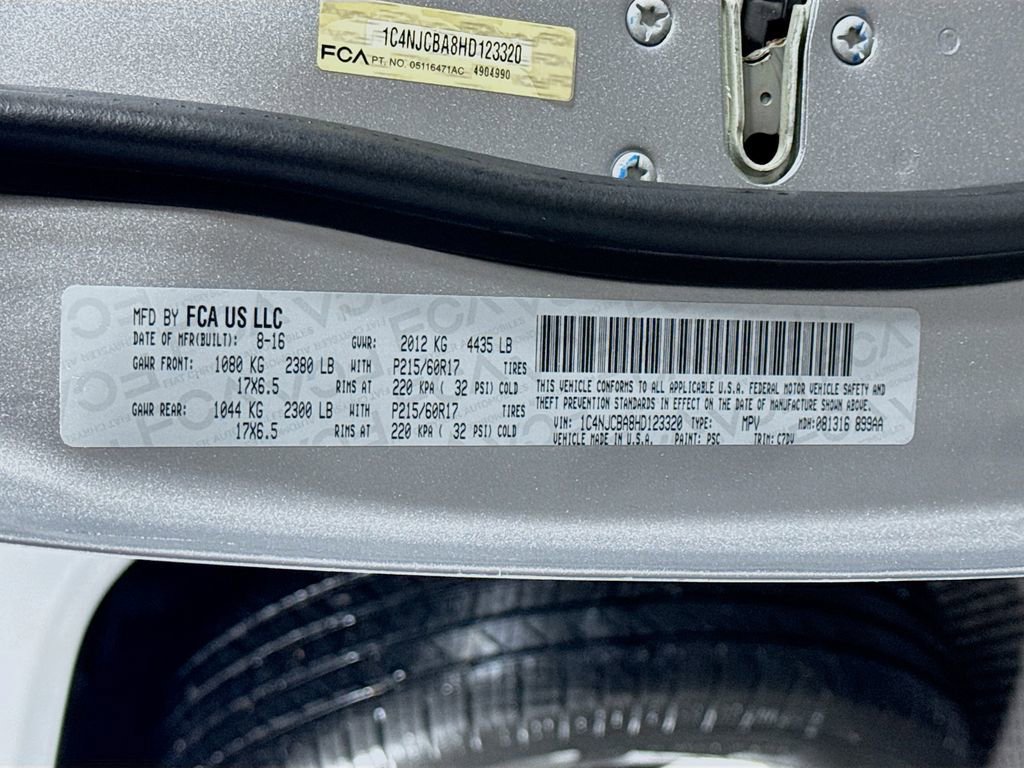 1C4NJCBA8HD123320
FCA PT. NO. 05116471AC 4904990
MFD BY FCA US LLC
DATE OF MFR(BUILT): 8-16 GVWR: 2012 KG 4435 LB
GAWR FRONT: 1080 KG 2380 LB WITH P215/60R17 TIRES
17X6.5 RIMS AT 220 KPA ( 32 PSI) COLD
GAWR REAR: 1044 KG 2300 LB WITH P215/60R17 TIRES
17X6.5 RIMS AT 220 KPA ( 32 PSI) COLD
THIS VEHICLE CONFORMS TO ALL APPLICABLE U.S.A. FEDERAL MOTOR VEHICLE SAFETY AND
THEFT PREVENTION STANDARDS IN EFFECT ON THE DATE OF MANUFACTURE SHOWN ABOVE.
VIN: 1C4NJCBA8HD123320 TYPE: MPV MDH: 081316 899AA
VEHICLE MADE IN U.S.A. PAINT: PSC TRIM: C7DV